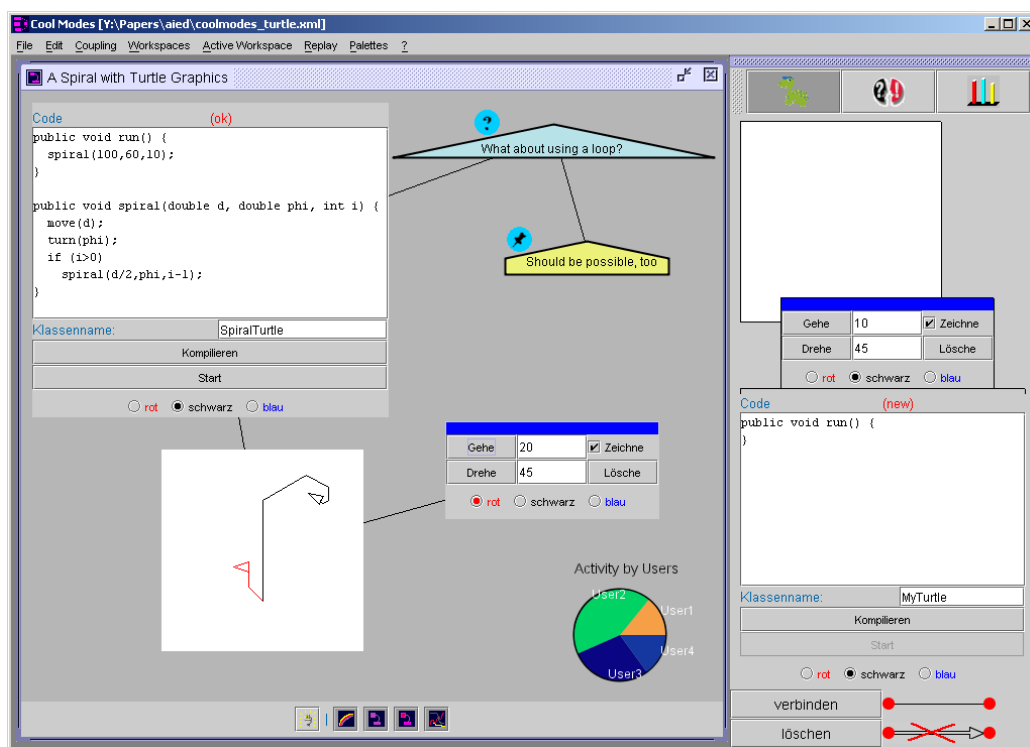 Cool Modes [Y:\Papers\aied\coolmodes_turtle.xml]
File Edit Coupling Workspaces Active Workspace Replay Palettes ?
A Spiral with Turtle Graphics
Code (ok)
public void run() {
spiral(100,60,10);
}
public void spiral(double d, double phi, int i) {
move(d);
turn(phi);
if (i>0)
spiral(d/2,phi,i-1);
}
Klassenname: SpiralTurtle
Kompilieren
Start
rot schwarz blau
?
What about using a loop?
Should be possible, too
Gehe 20 Zeichne
Drehe 45 Lösche
rot schwarz blau
Activity by Users
User2
User1
User4
User3
Gehe 10 Zeichne
Drehe 45 Lösche
rot schwarz blau
Code (new)
public void run() {
}
Klassenname: MyTurtle
Kompilieren
Start
rot schwarz blau
verbinden
löschen